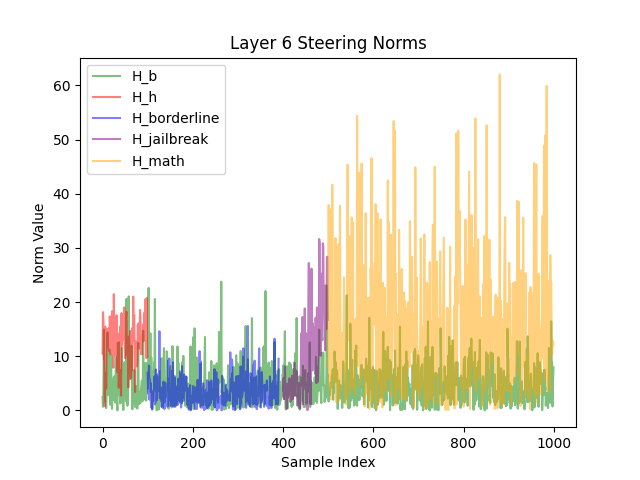 Layer 6 Steering Norms
H_b
H_h
H_borderline
H_jailbreak
H_math
Norm Value
60
50
40
30
20
10
0
0 200 400 600 800 1000
Sample Index